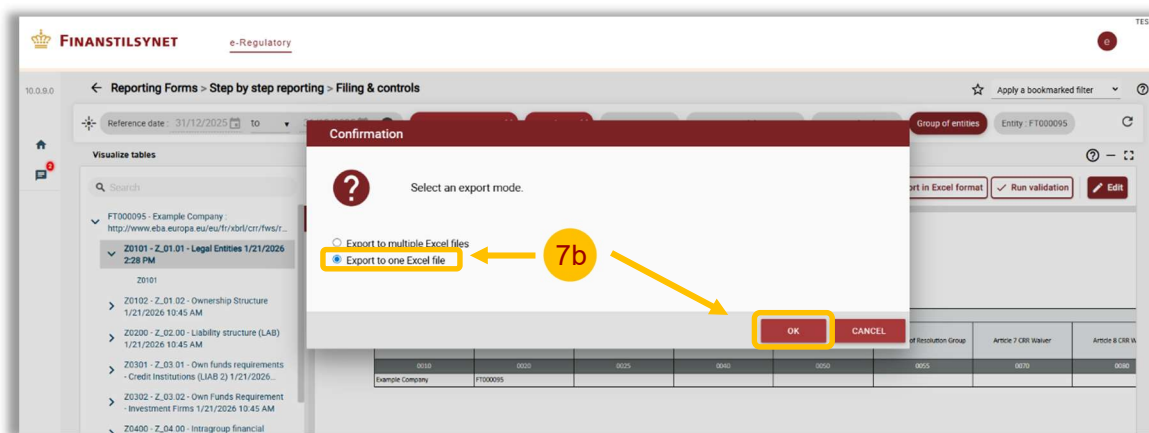 TES
FINANSTILSYNET
e-Regulatory
e
10.0.9.0
Reporting Forms > Step by step reporting > Filing & controls
Apply a bookmarked filter
Reference date : 31/12/2025 to
Group of entities
Entity : FT000095
Confirmation
Visualize tables
Search
Select an export mode.
ort in Excel format
Run validation
Edit
FT000095 - Example Company :
http://www.eba.europa.eu/eu/fr/xbrl/crr/fws/r...
Z0101 - Z_01.01 - Legal Entities 1/21/2026
2:28 PM
Z0101
Export to multiple Excel files
Export to one Excel file
7b
Z0102 - Z_01.02 - Ownership Structure
1/21/2026 10:45 AM
Z0200 - Z_02.00 - Liability structure (LAB)
1/21/2026 10:45 AM
OK
CANCEL
of Resolution Group
Article 7 CRR Waiver
Article 8 CRR W
Z0301 - Z_03.01 - Own funds requirements
- Credit Institutions (LIAB 2) 1/21/2026...
0010
0020
0025
0040
0050
0055
0070
0080
Example Company
FT000095
Z0302 - Z_03.02 - Own Funds Requirement
- Investment Firms 1/21/2026 10:45 AM
Z0400 - Z_04.00 - Intragroup financial